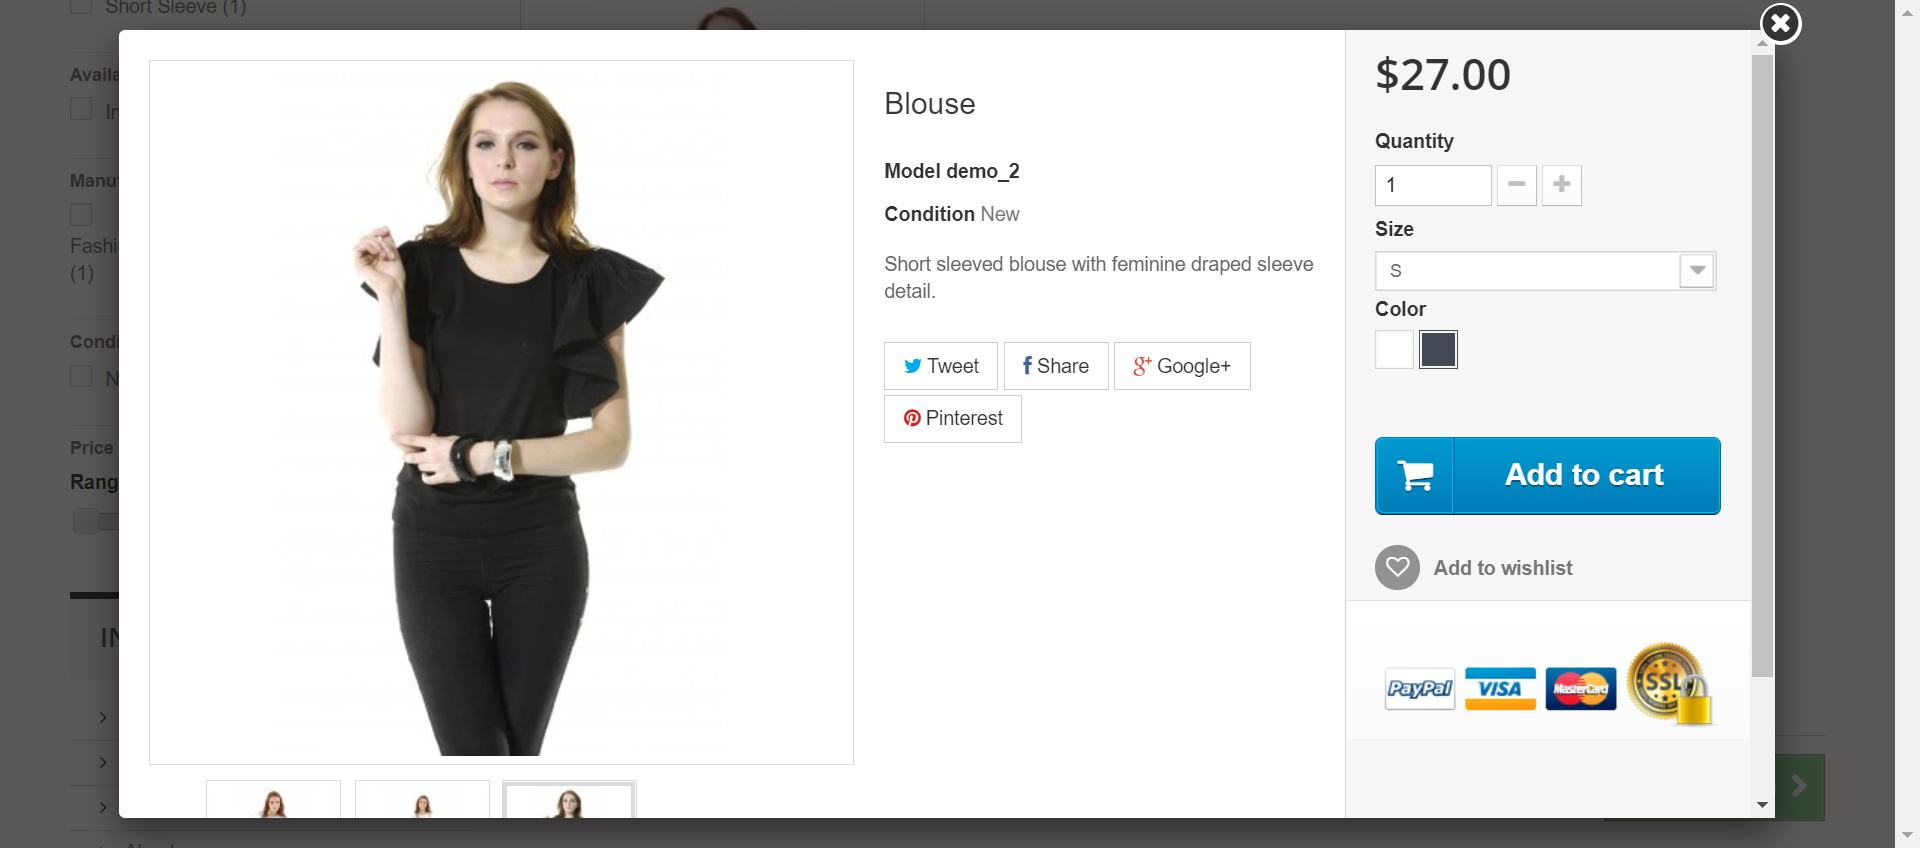 Short Sleeve (1)
Availa
In
Manu
Fashi
(1)
Condi
N
Price
Rang
IN
Blouse
Model demo_2
Condition New
Short sleeved blouse with feminine draped sleeve
detail.
Tweet
Share
Google+
Pinterest
$27.00
Quantity
1
Size
S
Color
Add to cart
Add to wishlist
PayPal
VISA
MasterCard
SSL